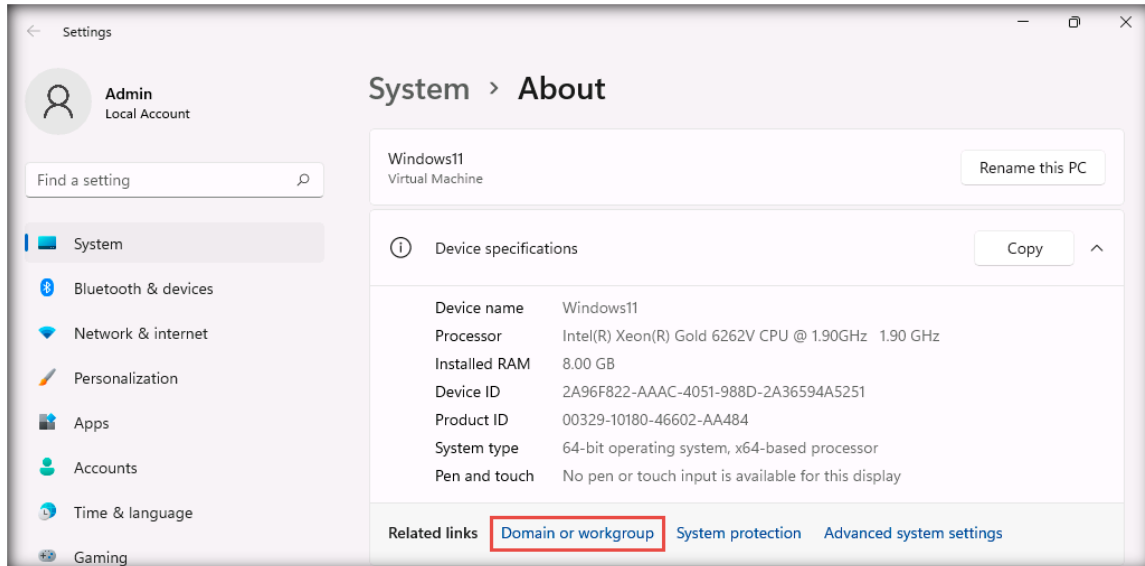 Settings
Admin
Local Account
Find a setting
System
Bluetooth & devices
Network & internet
Personalization
Apps
Accounts
Time & language
Gaming
System > About
Windows11
Virtual Machine
Rename this PC
Device specifications
Copy
Device name Windows11
Processor Intel(R) Xeon(R) Gold 6262V CPU @ 1.90GHz 1.90 GHz
Installed RAM 8.00 GB
Device ID 2A96F822-AAAC-4051-988D-2A36594A5251
Product ID 00329-10180-46602-AA484
System type 64-bit operating system, x64-based processor
Pen and touch No pen or touch input is available for this display
Related links Domain or workgroup System protection Advanced system settings